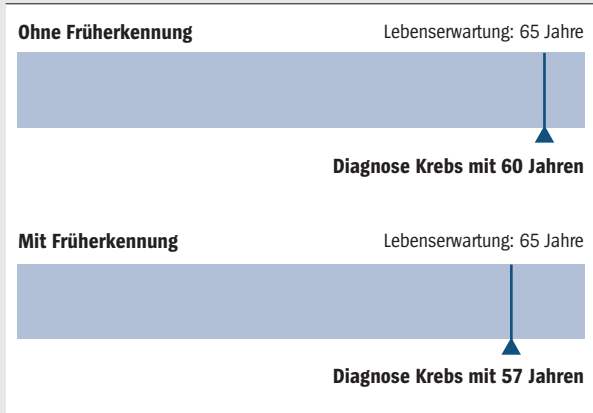 Ohne Früherkennung
Lebenserwartung: 65 Jahre
Diagnose Krebs mit 60 Jahren
Mit Früherkennung
Lebenserwartung: 65 Jahre
Diagnose Krebs mit 57 Jahren